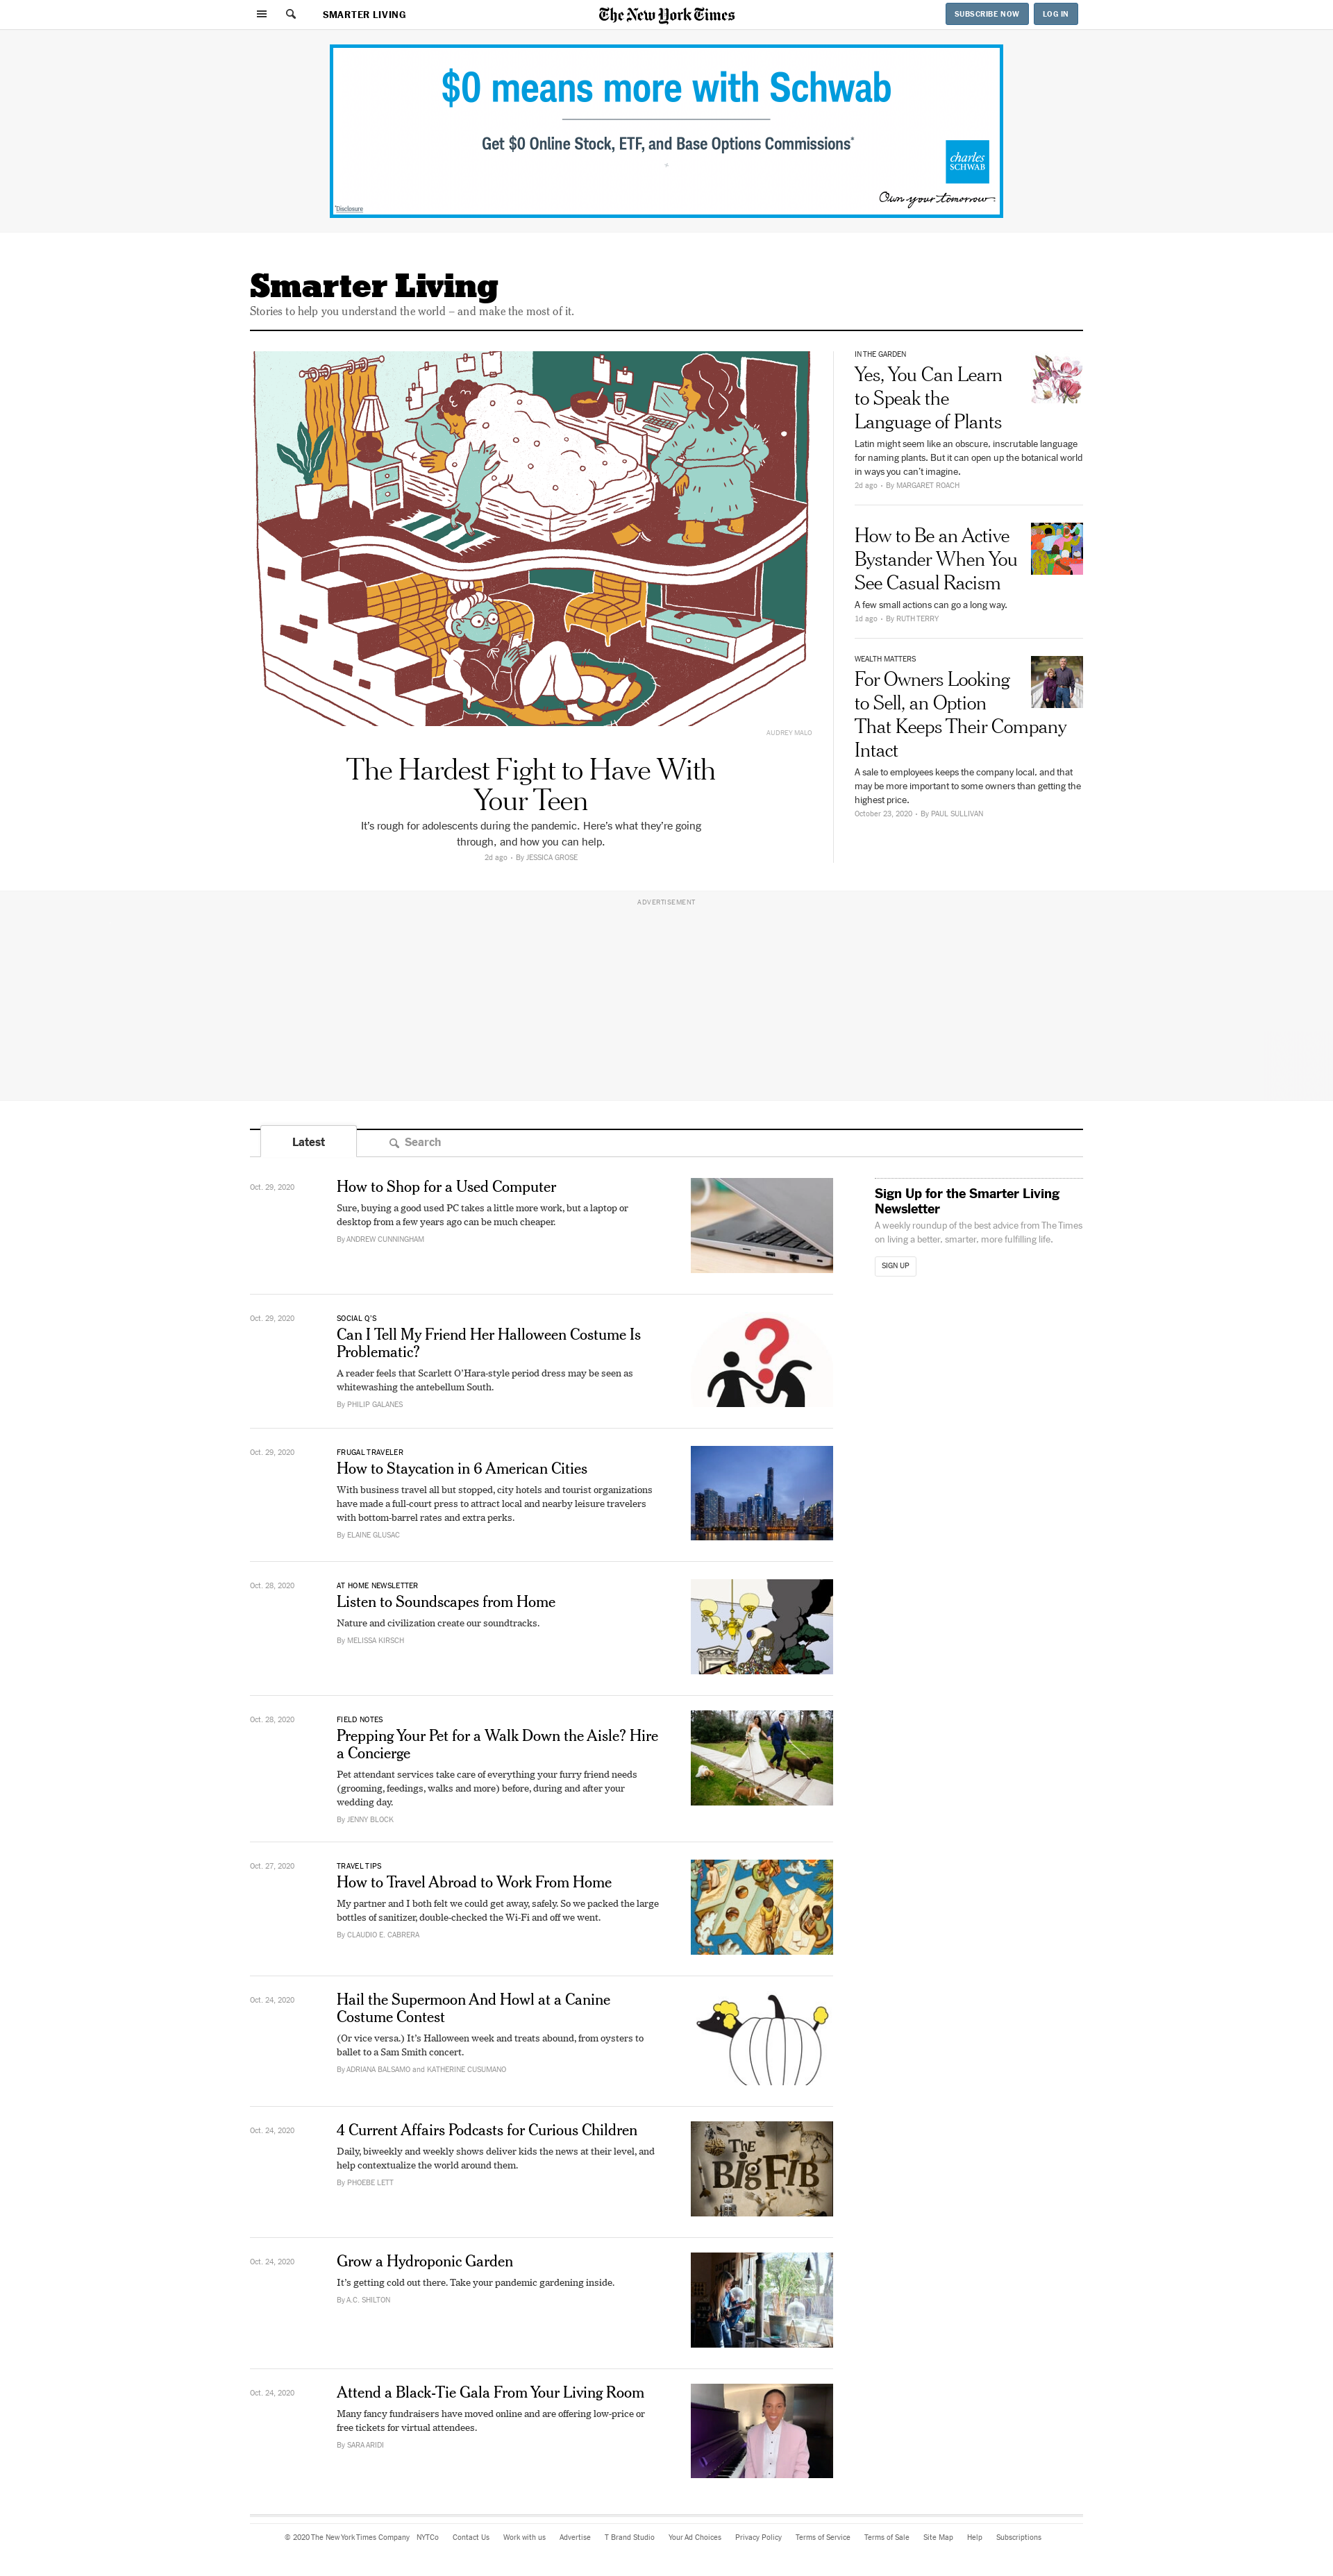 SMARTER LIVING
The New York Times
SUBSCRIBE NOW
LOG IN
$0 means more with Schwab
Get $0 Online Stock, ETF, and Base Options Commissions*
charles
SCHWAB
Own your tomorrow.
*Disclosure
Smarter Living
Stories to help you understand the world – and make the most of it.
AUDREY MALO
The Hardest Fight to Have With
Your Teen
It's rough for adolescents during the pandemic. Here's what they're going
through, and how you can help.
2d ago • By JESSICA GROSE
IN THE GARDEN
Yes, You Can Learn
to Speak the
Language of Plants
Latin might seem like an obscure, inscrutable language
for naming plants. But it can open up the botanical world
in ways you can't imagine.
2d ago • By MARGARET ROACH
How to Be an Active
Bystander When You
See Casual Racism
A few small actions can go a long way.
1d ago • By RUTH TERRY
WEALTH MATTERS
For Owners Looking
to Sell, an Option
That Keeps Their Company
Intact
A sale to employees keeps the company local, and that
may be more important to some owners than getting the
highest price.
October 23, 2020 • By PAUL SULLIVAN
ADVERTISEMENT
Latest
Search
Oct. 29, 2020
How to Shop for a Used Computer
Sure, buying a good used PC takes a little more work, but a laptop or
desktop from a few years ago can be much cheaper.
By ANDREW CUNNINGHAM
Sign Up for the Smarter Living
Newsletter
A weekly roundup of the best advice from The Times
on living a better, smarter, more fulfilling life.
SIGN UP
Oct. 29, 2020
SOCIAL Q'S
Can I Tell My Friend Her Halloween Costume Is
Problematic?
A reader feels that Scarlett O'Hara-style period dress may be seen as
whitewashing the antebellum South.
By PHILIP GALANES
Oct. 29, 2020
FRUGAL TRAVELER
How to Staycation in 6 American Cities
With business travel all but stopped, city hotels and tourist organizations
have made a full-court press to attract local and nearby leisure travelers
with bottom-barrel rates and extra perks.
By ELAINE GLUSAC
Oct. 28, 2020
AT HOME NEWSLETTER
Listen to Soundscapes from Home
Nature and civilization create our soundtracks.
By MELISSA KIRSCH
Oct. 28, 2020
FIELD NOTES
Prepping Your Pet for a Walk Down the Aisle? Hire
a Concierge
Pet attendant services take care of everything your furry friend needs
(grooming, feedings, walks and more) before, during and after your
wedding day.
By JENNY BLOCK
Oct. 27, 2020
TRAVEL TIPS
How to Travel Abroad to Work From Home
My partner and I both felt we could get away, safely. So we packed the large
bottles of sanitizer, double-checked the Wi-Fi and off we went.
By CLAUDIO E. CABRERA
Oct. 24, 2020
Hail the Supermoon And Howl at a Canine
Costume Contest
(Or vice versa.) It's Halloween week and treats abound, from oysters to
ballet to a Sam Smith concert.
By ADRIANA BALSAMO and KATHERINE CUSUMANO
Oct. 24, 2020
4 Current Affairs Podcasts for Curious Children
Daily, biweekly and weekly shows deliver kids the news at their level, and
help contextualize the world around them.
By PHOEBE LETT
THE
BIG FIB
Oct. 24, 2020
Grow a Hydroponic Garden
It's getting cold out there. Take your pandemic gardening inside.
By A.C. SHILTON
Oct. 24, 2020
Attend a Black-Tie Gala From Your Living Room
Many fancy fundraisers have moved online and are offering low-price or
free tickets for virtual attendees.
By SARA ARIDI
© 2020 The New York Times Company NYTCo Contact Us Work with us Advertise T Brand Studio Your Ad Choices Privacy Policy Terms of Service Terms of Sale Site Map Help Subscriptions